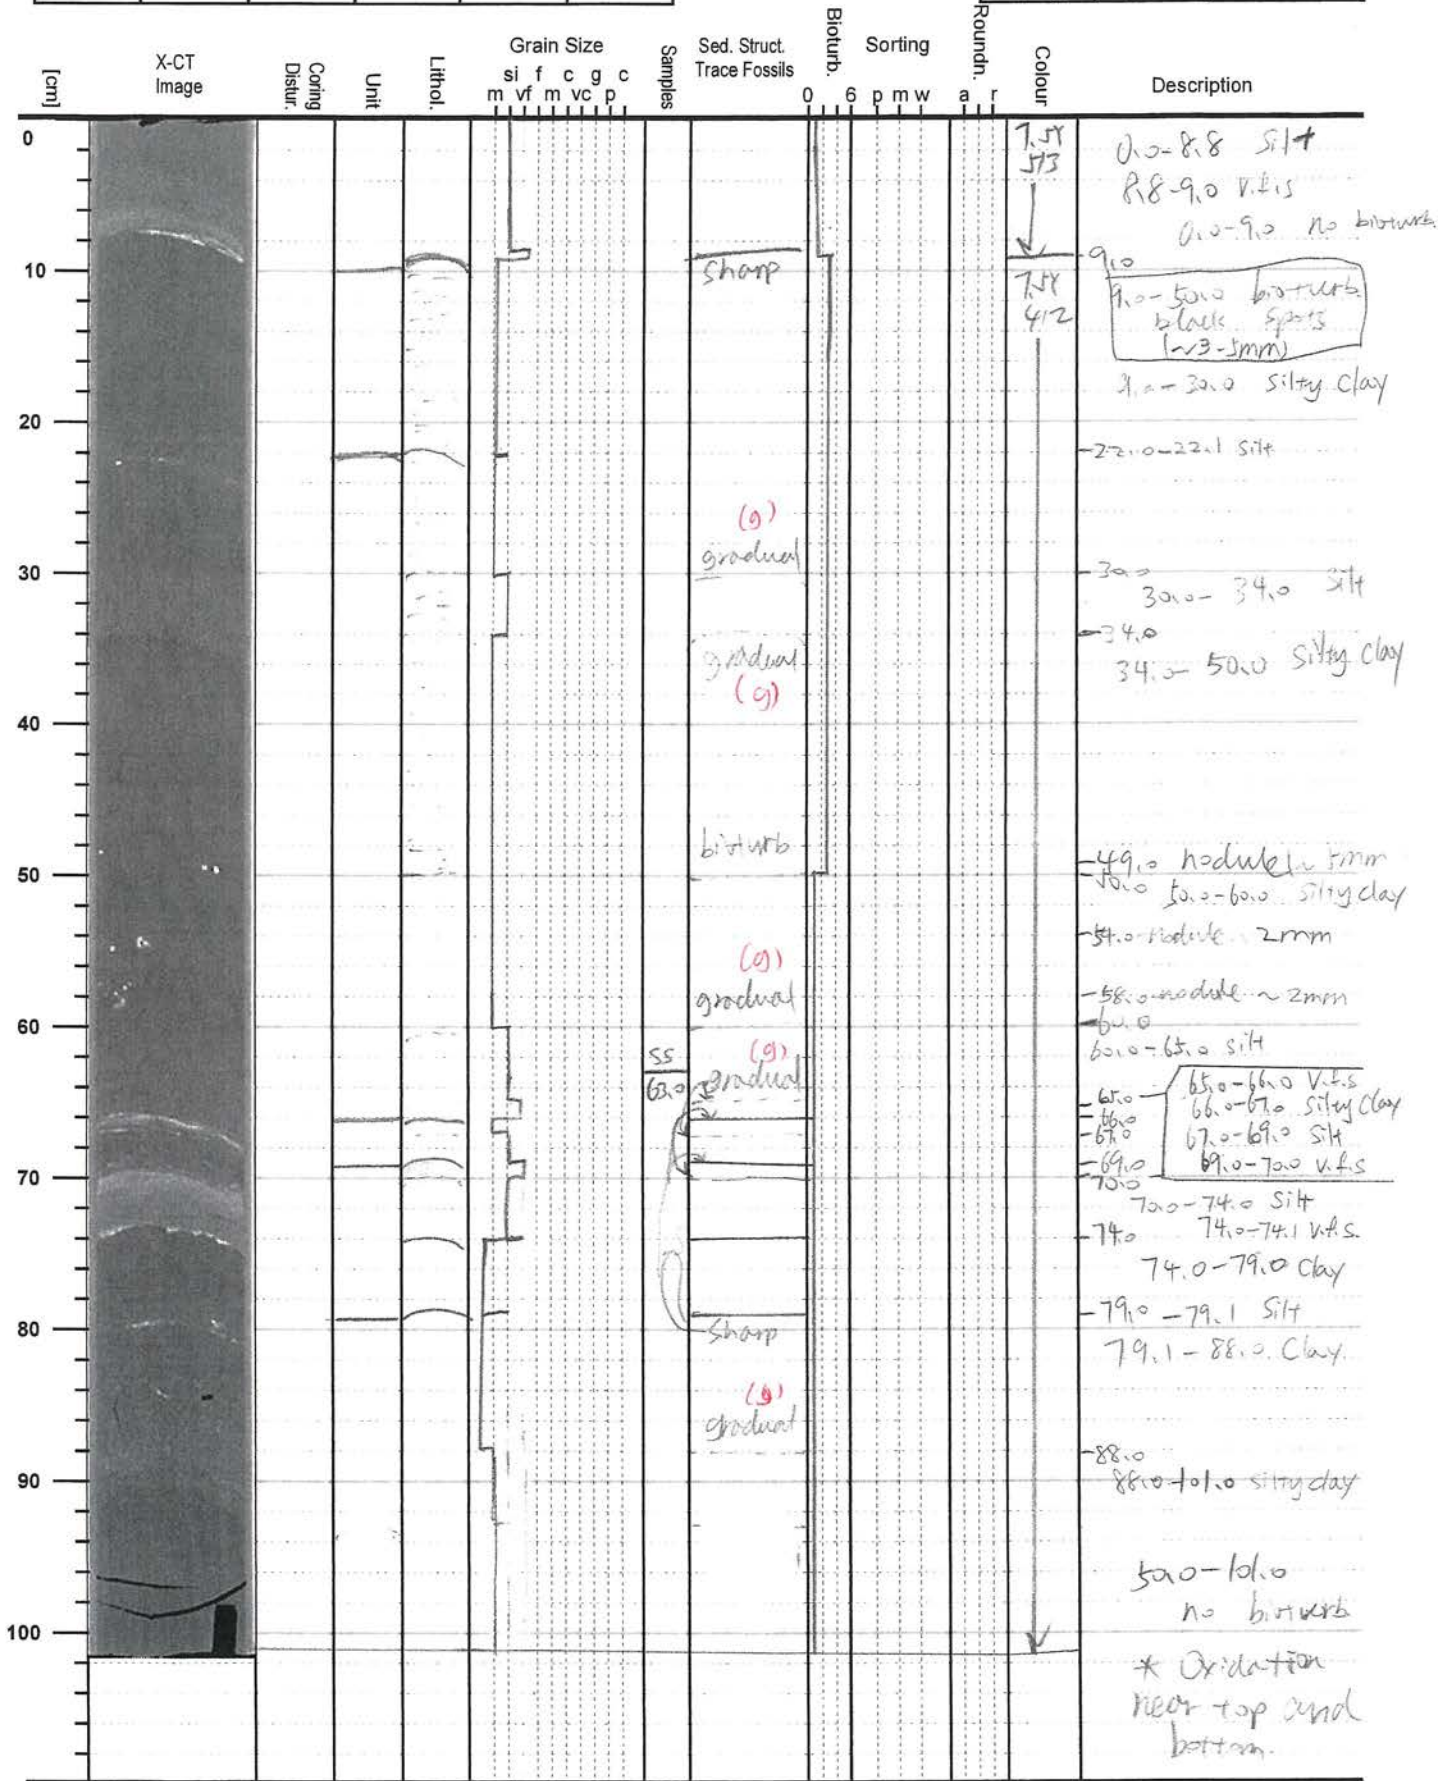 [cm]
X-CT
Image
Coring
Distur.
Unit
Lithol.
Grain Size
si f c g c
m vf m vc p
Samples
Sed. Struct.
Trace Fossils
Bioturb.
0 6
Sorting
p m w
Roundn.
a r
Colour
Description
0
7.5Y
5/3
0.0-8.8 Silt
8.8-9.0 v.f.s
0.0-9.0 no bioturb.
10
sharp
9.0
7.5Y
4/2
9.0-50.0 bioturb.
black spots
(~3-5mm)
9.0-30.0 Silty Clay
20
22.0-22.1 silt
(g)
gradual
30
30.0
30.0-34.0 silt
34.0
gradual
(g)
34.0-50.0 Silty Clay
40
bioturb
49.0 nodule ~ 5mm
50
50.0 50.0-60.0 silty clay
54.0 nodule 2mm
(g)
gradual
58.0 nodule ~ 2mm
60
60.0
60.0-65.0 silt
SS
63.0
(g)
gradual
65.0
65.0-66.0 v.f.s
66.0
66.0-67.0 Silty Clay
67.0
67.0-69.0 Silt
69.0
69.0-70.0 v.f.s
70
70.0
70.0-74.0 Silt
74.0
74.0-74.1 v.f.s.
74.0-79.0 Clay
79.0-79.1 Silt
80
Sharp
79.1-88.0 Clay.
(g)
gradual
88.0
90
88.0-101.0 silty clay
50.0-101.0
no bioturb
100
* Oxidation
near top and
bottom.